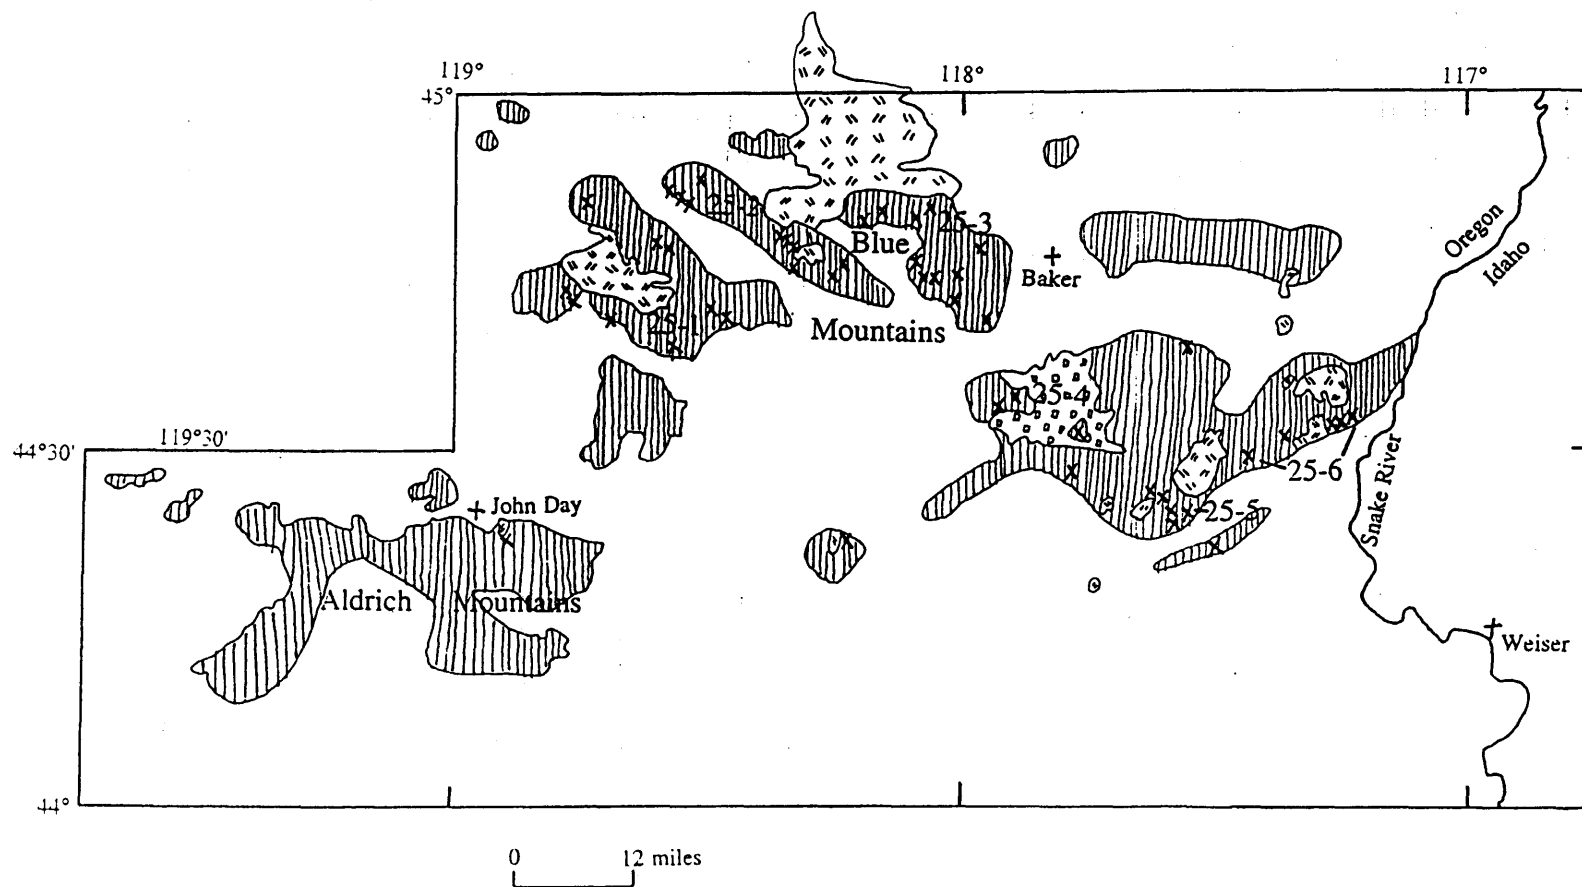 119°
118°
117°
45°
25-2
25-3
Oregon
Idaho
Blue
Baker
25-1
Mountains
25-4
44°30'
119°30'
25-6
Snake River
John Day
25-5
Aldrich Mountains
Weiser
44°
0 12 miles